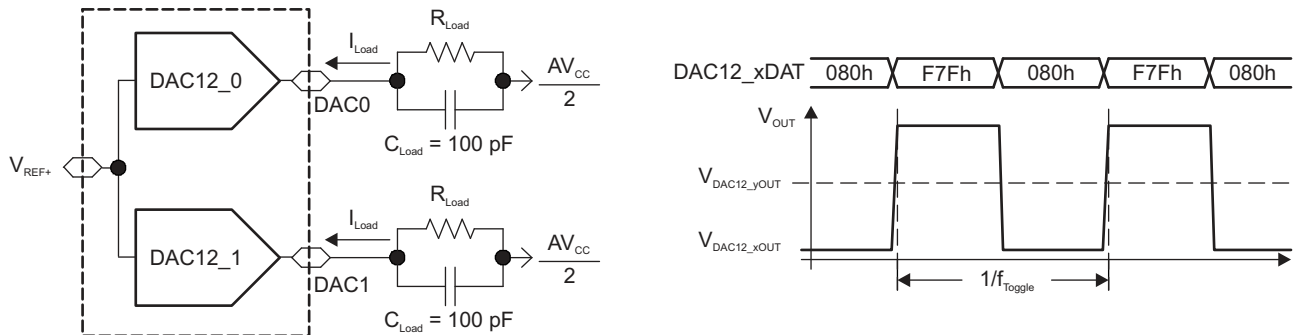 R_Load
I_Load
DAC12_0
DAC0
AV_CC
2
C_Load = 100 pF
V_REF+
R_Load
I_Load
DAC12_1
DAC1
AV_CC
2
C_Load = 100 pF
DAC12_xDAT 080h F7Fh 080h F7Fh 080h
V_OUT
V_DAC12_yOUT
V_DAC12_xOUT
1/f_Toggle